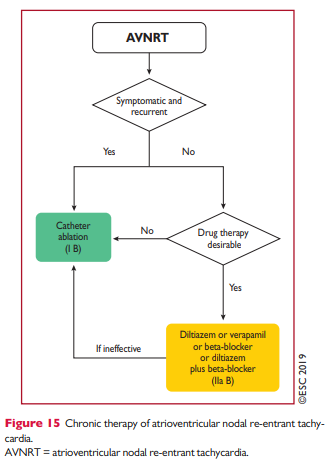 AVNRT
Symptomatic and
recurrent
Yes
No
Catheter
ablation
(I B)
No
Drug therapy
desirable
Yes
If ineffective
Diltiazem or verapamil
or beta-blocker
or diltiazem
plus beta-blocker
(IIa B)
©ESC 2019
Figure 15 Chronic therapy of atrioventricular nodal re-entrant tachy-
cardia.
AVNRT = atrioventricular nodal re-entrant tachycardia.